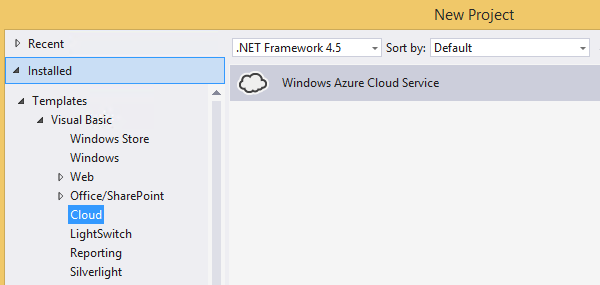 New Project
Recent
Installed
Templates
Visual Basic
Windows Store
Windows
Web
Office/SharePoint
Cloud
LightSwitch
Reporting
Silverlight
.NET Framework 4.5 Sort by: Default
Windows Azure Cloud Service